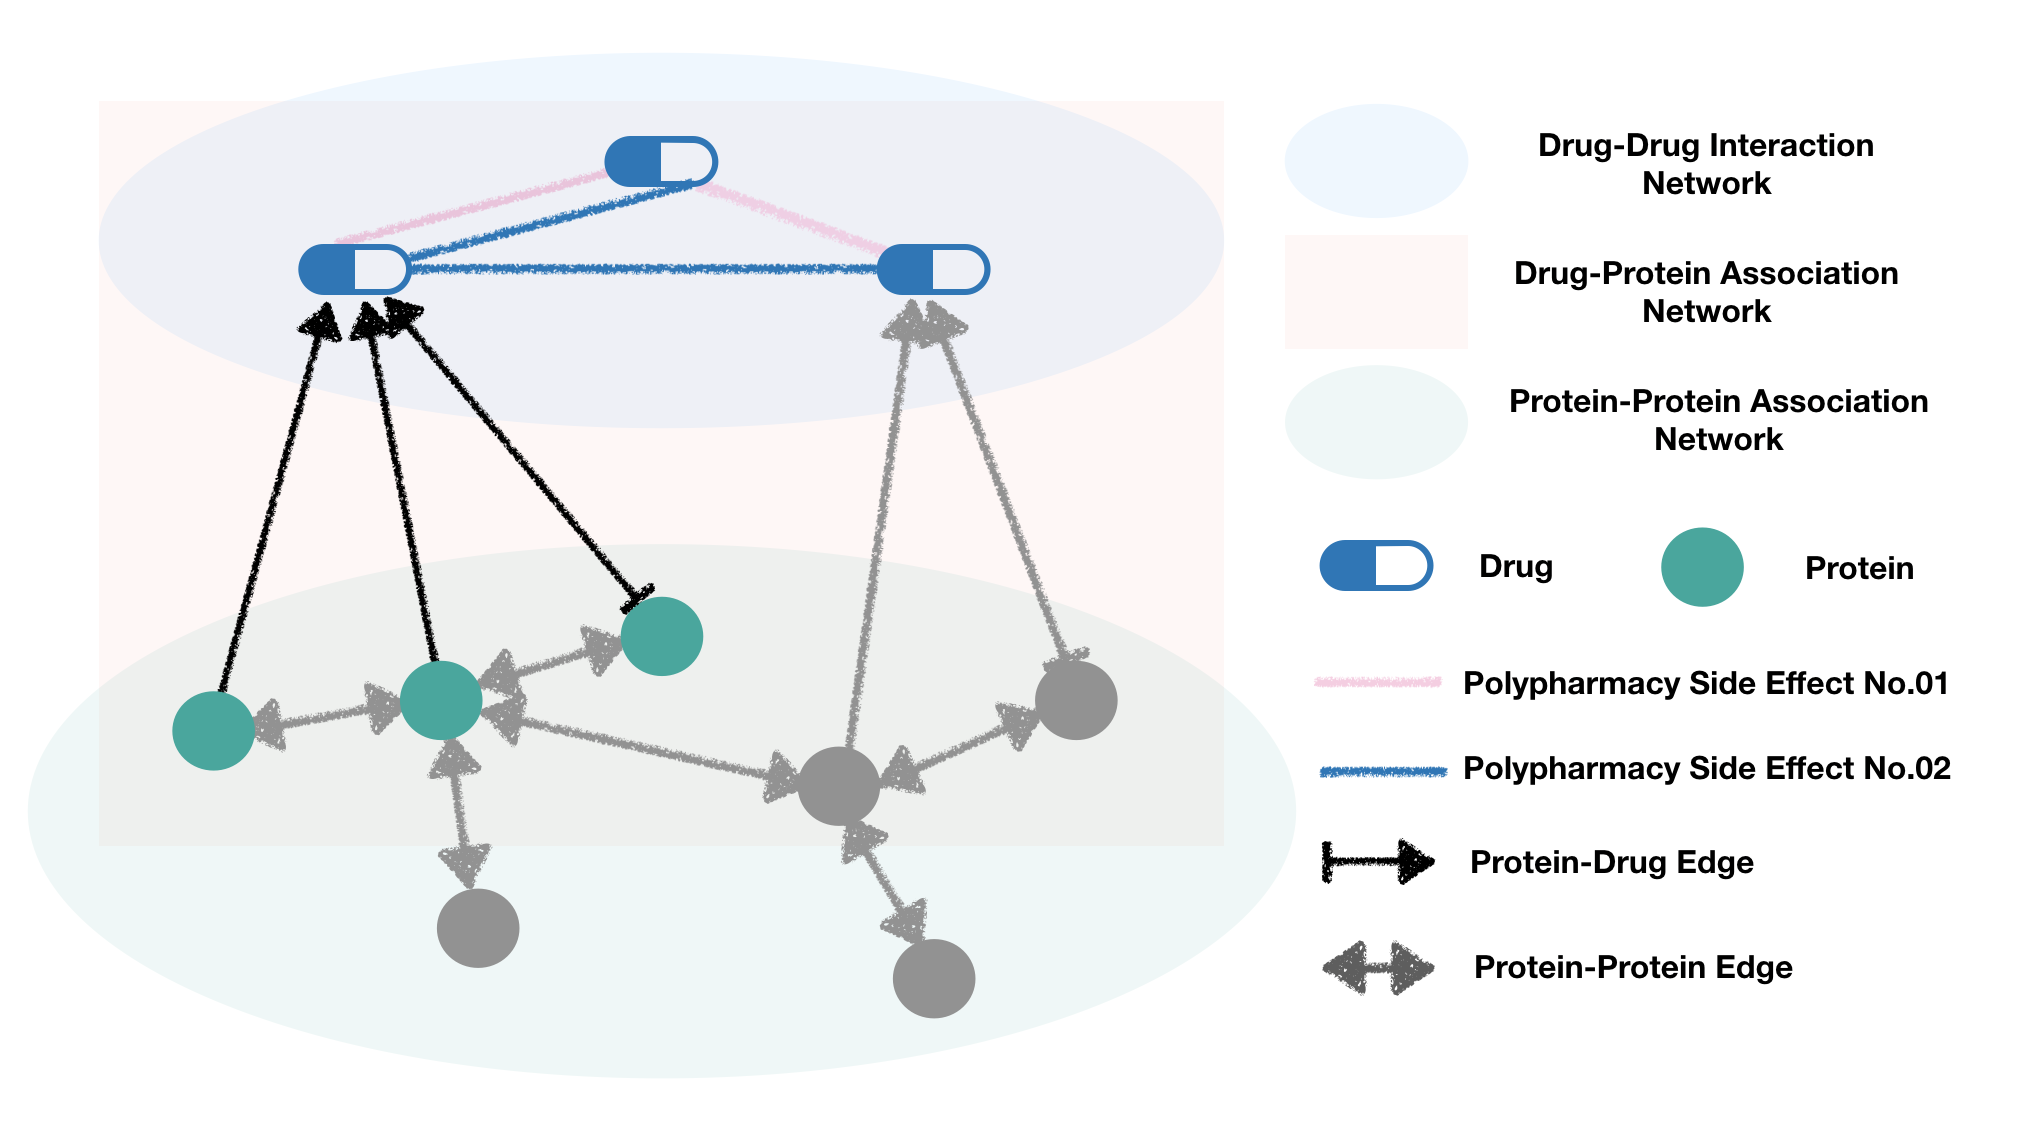 Drug-Drug Interaction
Network
Drug-Protein Association
Network
Protein-Protein Association
Network
Drug
Protein
Polypharmacy Side Effect No.01
Polypharmacy Side Effect No.02
Protein-Drug Edge
Protein-Protein Edge